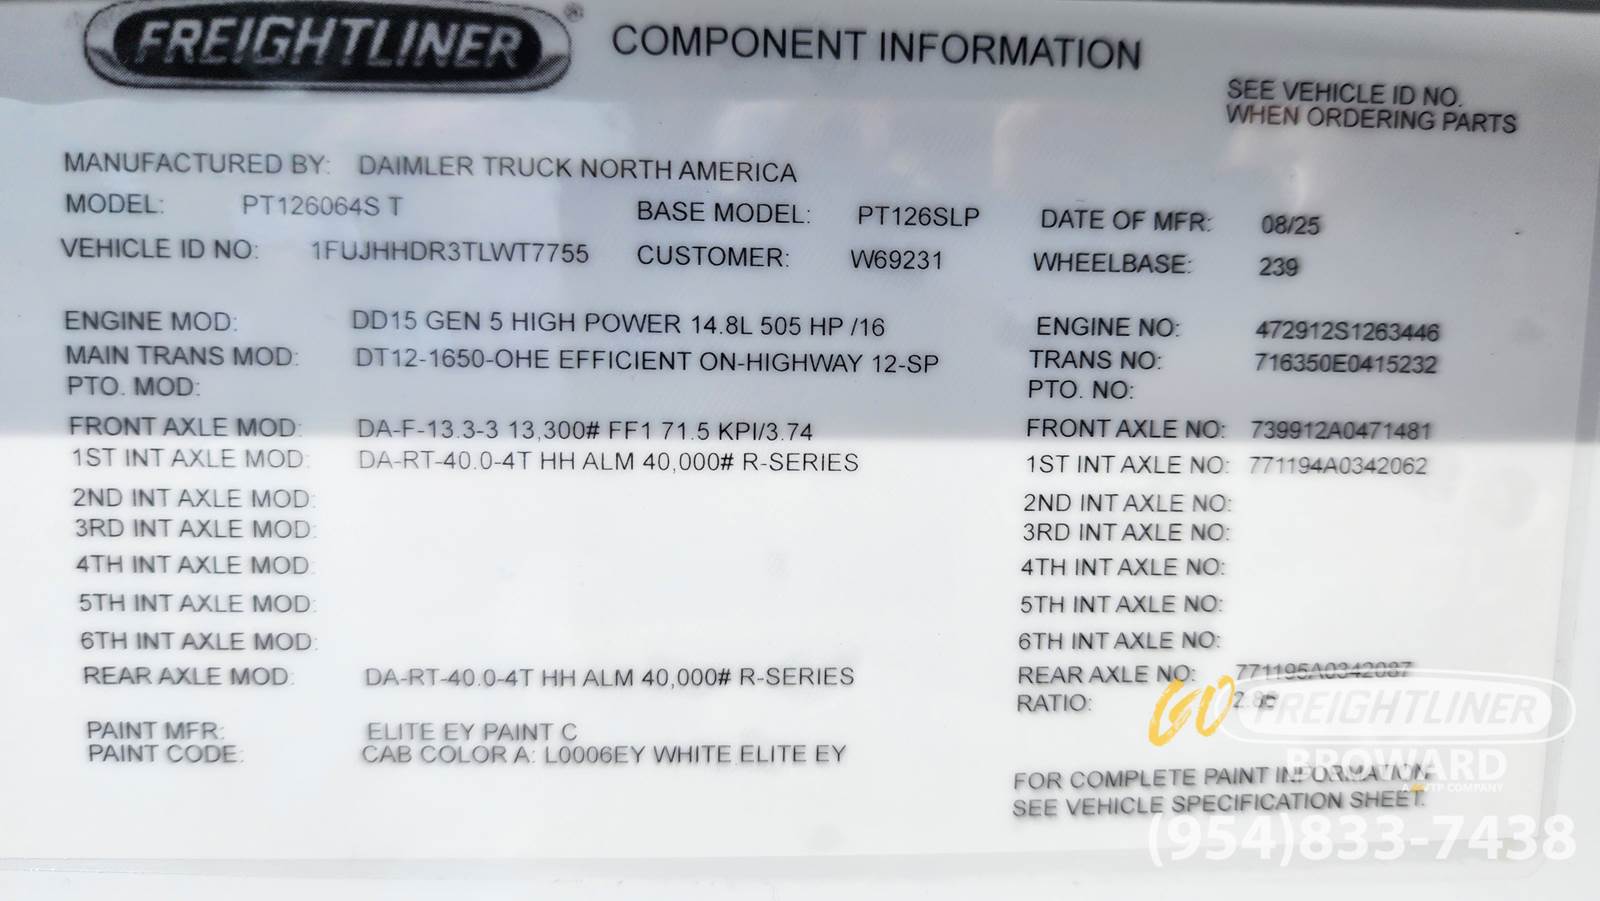 FREIGHTLINER ® COMPONENT INFORMATION
SEE VEHICLE ID NO.
WHEN ORDERING PARTS
MANUFACTURED BY: DAIMLER TRUCK NORTH AMERICA
MODEL: PT126064S T BASE MODEL: PT126SLP DATE OF MFR: 08/25
VEHICLE ID NO: 1FUJHHDR3TLWT7755 CUSTOMER: W69231 WHEELBASE: 239
ENGINE MOD: DD15 GEN 5 HIGH POWER 14.8L 505 HP /16 ENGINE NO: 472912S1263446
MAIN TRANS MOD: DT12-1650-OHE EFFICIENT ON-HIGHWAY 12-SP TRANS NO: 716350E0415232
PTO. MOD: PTO. NO:
FRONT AXLE MOD: DA-F-13.3-3 13,300# FF1 71.5 KPI/3.74 FRONT AXLE NO: 739912A0471481
1ST INT AXLE MOD: DA-RT-40.0-4T HH ALM 40,000# R-SERIES 1ST INT AXLE NO: 771194A0342062
2ND INT AXLE MOD: 2ND INT AXLE NO:
3RD INT AXLE MOD: 3RD INT AXLE NO:
4TH INT AXLE MOD: 4TH INT AXLE NO:
5TH INT AXLE MOD: 5TH INT AXLE NO:
6TH INT AXLE MOD: 6TH INT AXLE NO:
REAR AXLE MOD: DA-RT-40.0-4T HH ALM 40,000# R-SERIES REAR AXLE NO: 771195A0342087
RATIO:
PAINT MFR: ELITE EY PAINT C
PAINT CODE: CAB COLOR A: L0006EY WHITE ELITE EY
FOR COMPLETE PAINT INFORMATION
SEE VEHICLE SPECIFICATION SHEET.
GO FREIGHTLINER
BROWARD
COMPANY
(954)833-7438